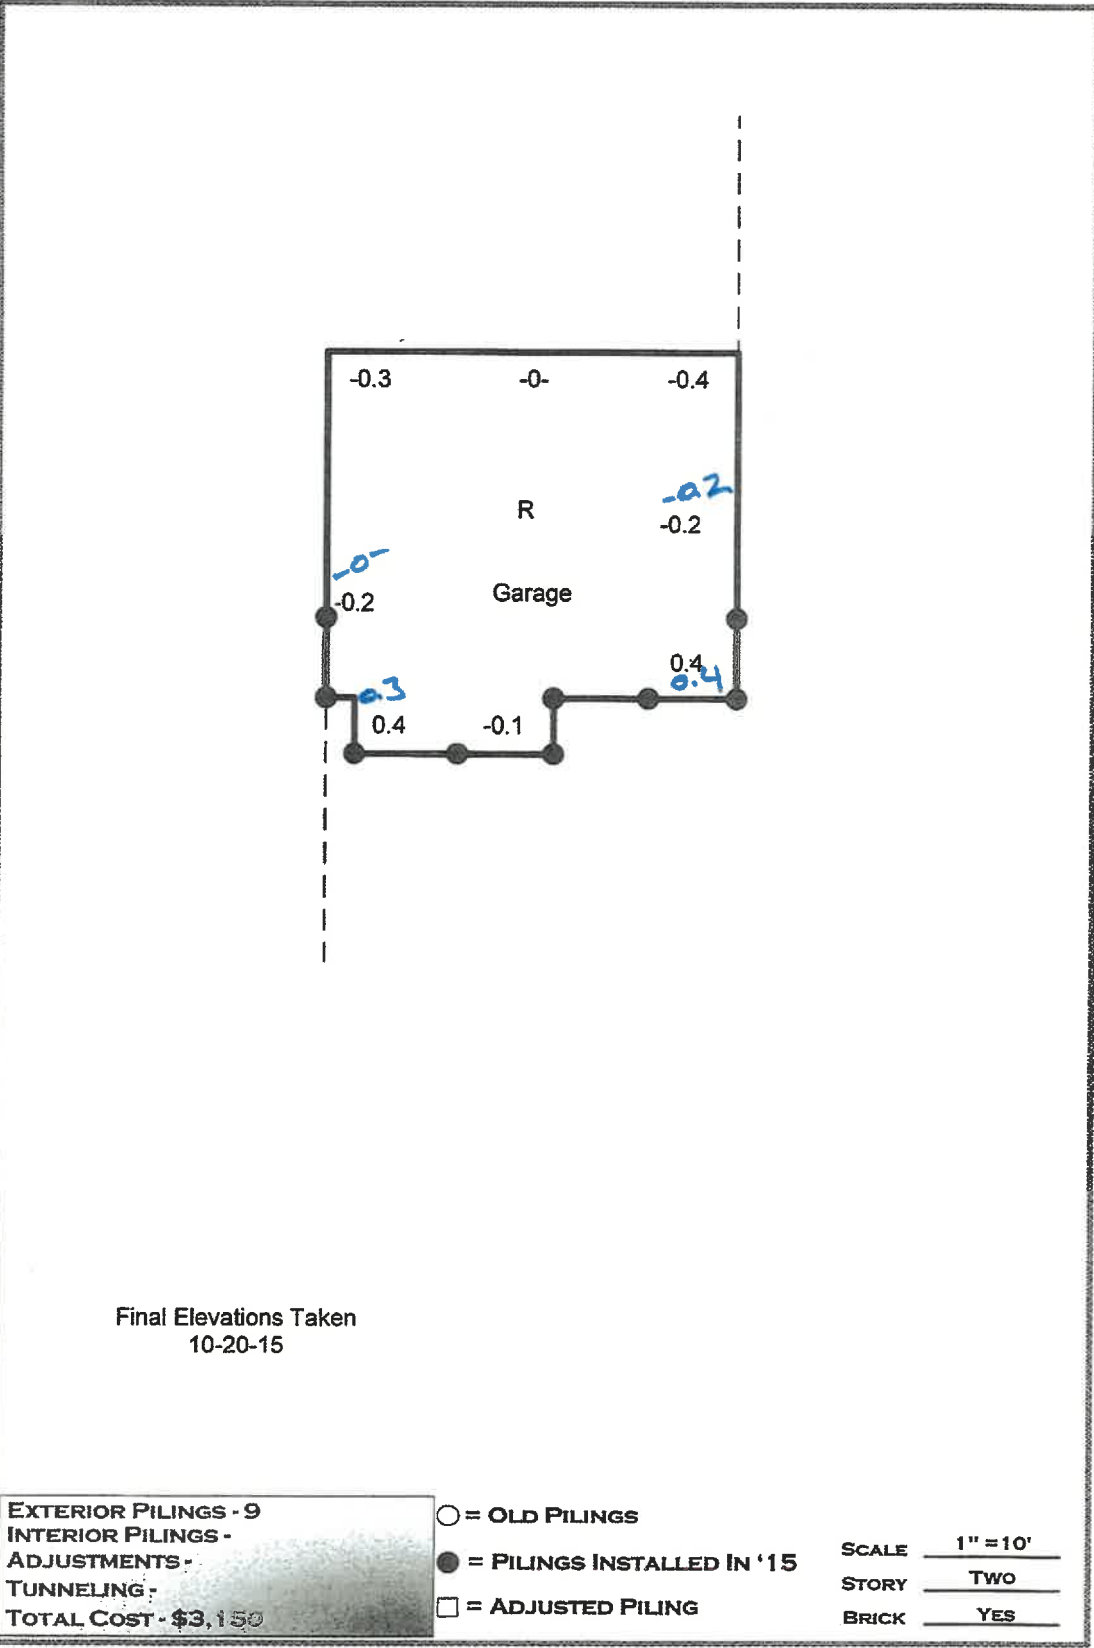 -0.3 -0- -0.4
-0.2
R
-0.2
-0-
Garage
-0.2
0.4
0.4
0.3
0.4 -0.1
Final Elevations Taken
10-20-15
EXTERIOR PILINGS - 9
INTERIOR PILINGS -
ADJUSTMENTS -
TUNNELING -
TOTAL COST - $3,150
= OLD PILINGS
= PILINGS INSTALLED IN '15
= ADJUSTED PILING
SCALE 1" =10'
STORY TWO
BRICK YES